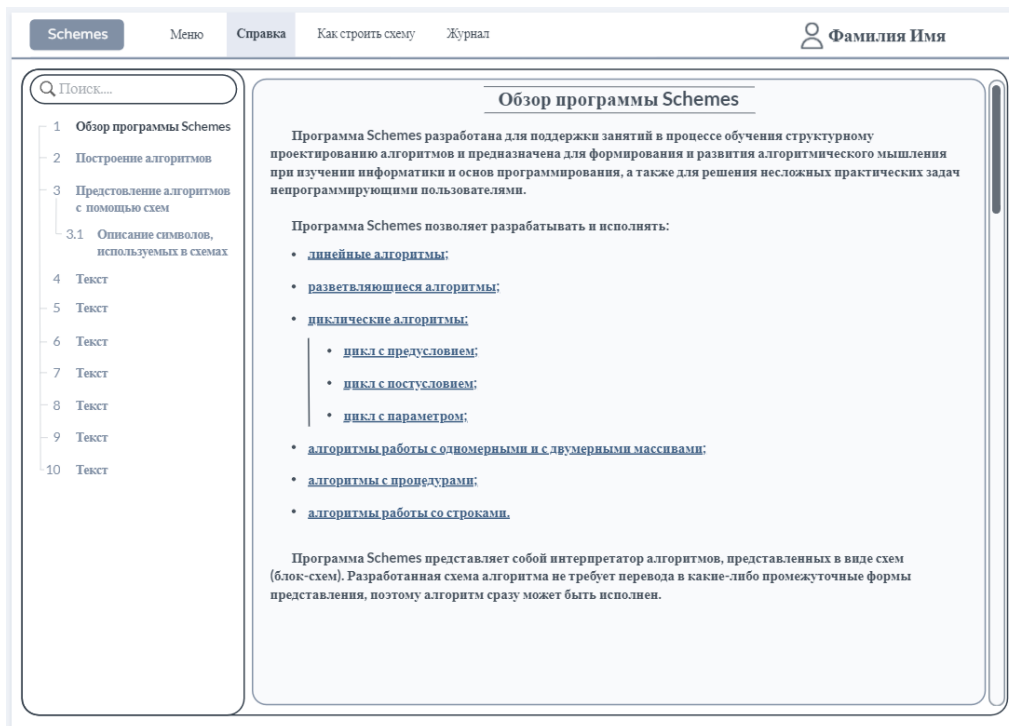 Schemes
Меню
Справка
Как строить схему
Журнал
Фамилия Имя
Поиск....
1 Обзор программы Schemes
2 Построение алгоритмов
3 Предстовление алгоритмов
с помощью схем
3.1 Описание символов,
используемых в схемах
4 Текст
5 Текст
6 Текст
7 Текст
8 Текст
9 Текст
10 Текст
Обзор программы Schemes
Программа Schemes разработана для поддержки занятий в процессе обучения структурному
проектированию алгоритмов и предназначена для формирования и развития алгоритмического мышления
при изучении информатики и основ программирования, а также для решения несложных практических задач
непрограммирующими пользователями.
Программа Schemes позволяет разрабатывать и исполнять:
• линейные алгоритмы;
• разветвляющиеся алгоритмы;
• циклические алгоритмы:
• цикл с предусловием;
• цикл с постусловием;
• цикл с параметром;
• алгоритмы работы с одномерными и с двумерными массивами;
• алгоритмы с процедурами;
• алгоритмы работы со строками.
Программа Schemes представляет собой интерпретатор алгоритмов, представленных в виде схем
(блок-схем). Разработанная схема алгоритма не требует перевода в какие-либо промежуточные формы
представления, поэтому алгоритм сразу может быть исполнен.